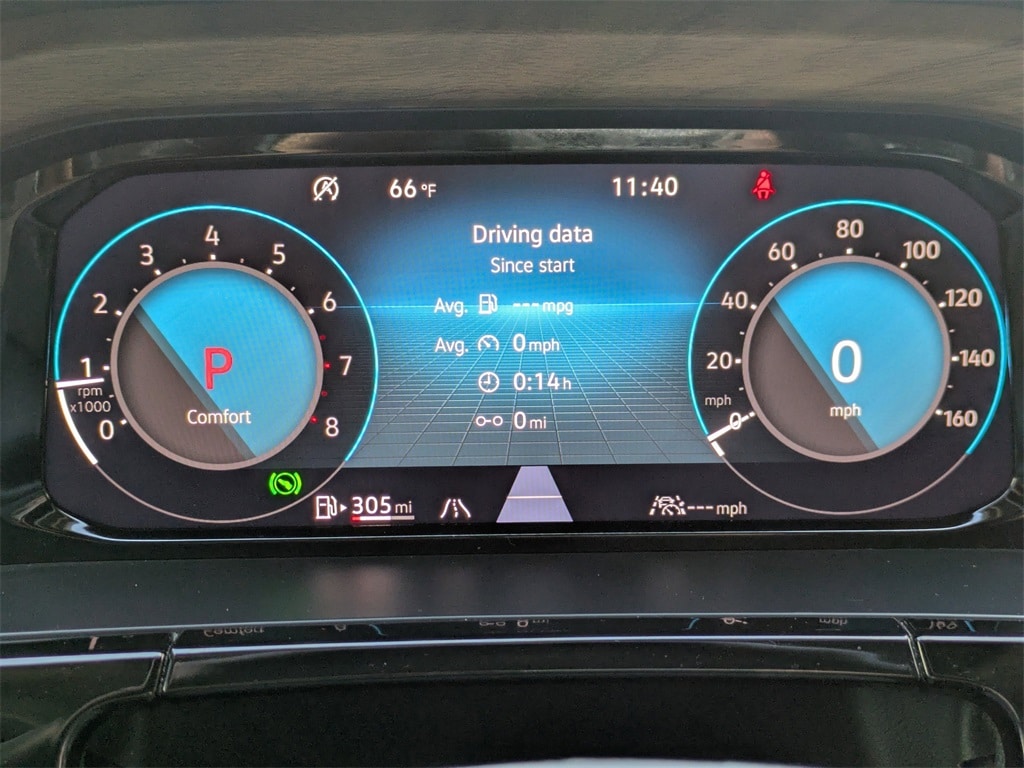 66 °F
11:40
Driving data
Since start
Avg. --- mpg
Avg. 0 mph
0:14 h
0 mi
0
1
2
3
4
5
6
7
8
rpm
x1000
P
Comfort
0
20
40
60
80
100
120
140
160
mph
0
mph
305 mi
--- mph